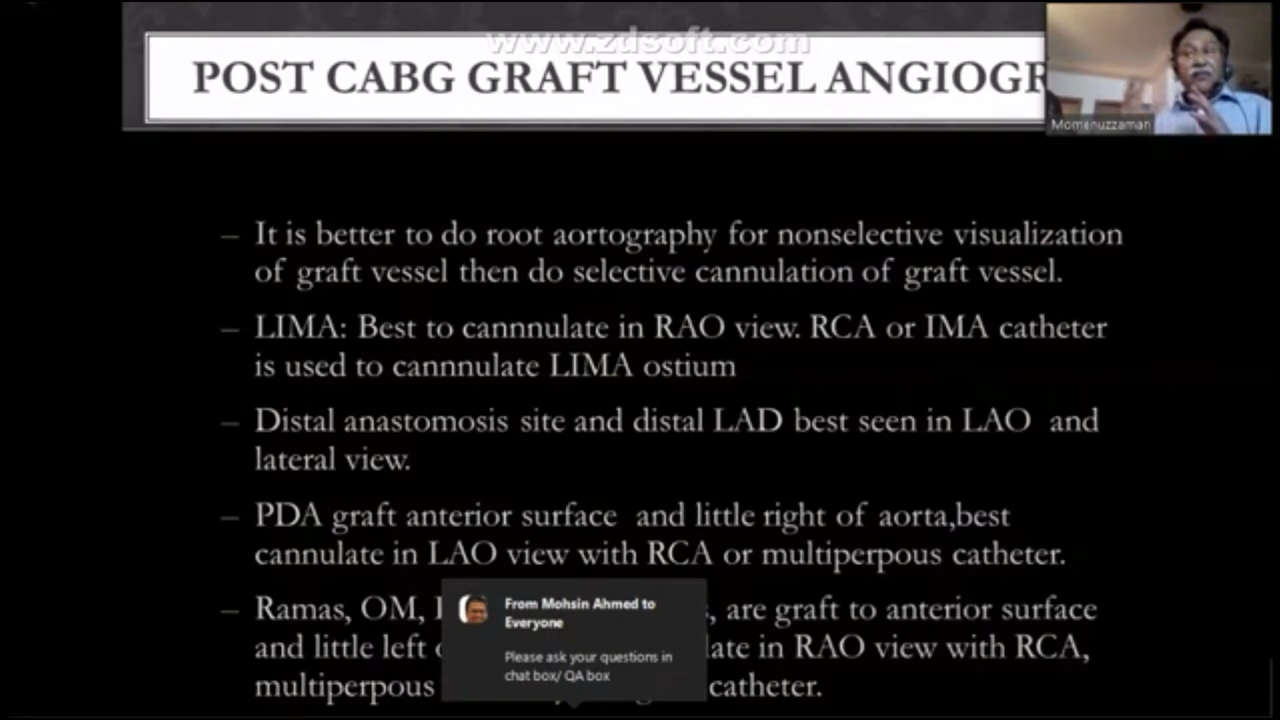 www.zdsoft.com
POST CABG GRAFT VESSEL ANGIOGR
Momenuzzaman
– It is better to do root aortography for nonselective visualization
of graft vessel then do selective cannulation of graft vessel.
– LIMA: Best to cannnulate in RAO view. RCA or IMA catheter
is used to cannnulate LIMA ostium
– Distal anastomosis site and distal LAD best seen in LAO and
lateral view.
– PDA graft anterior surface and little right of aorta,best
cannulate in LAO view with RCA or multiperpous catheter.
– Ramas, OM, , are graft to anterior surface
and little left late in RAO view with RCA,
multiperpous catheter.
From Mohsin Ahmed to
Everyone
Please ask your questions in
chat box/ QA box